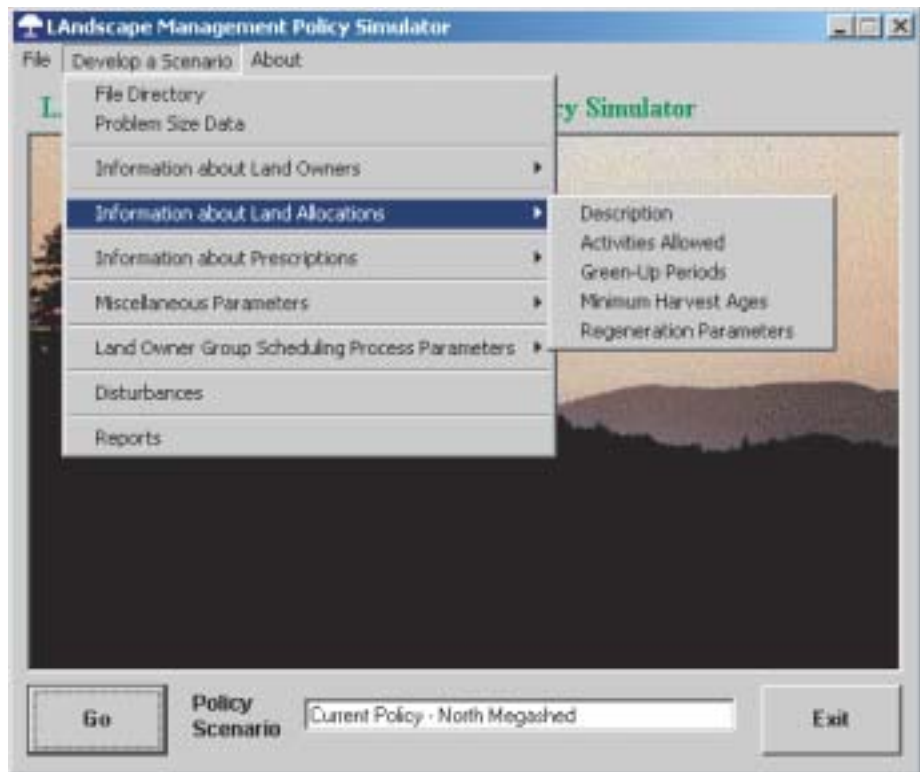 LAndscape Management Policy Simulator
File Develop a Scenario About
L cy Simulator
File Directory
Problem Size Data
Information about Land Owners
Information about Land Allocations
Information about Prescriptions
Miscellaneous Parameters
Land Owner Group Scheduling Process Parameters
Disturbances
Reports
Description
Activities Allowed
Green-Up Periods
Minimum Harvest Ages
Regeneration Parameters
Go
Policy
Scenario
Current Policy - North Megashed
Exit